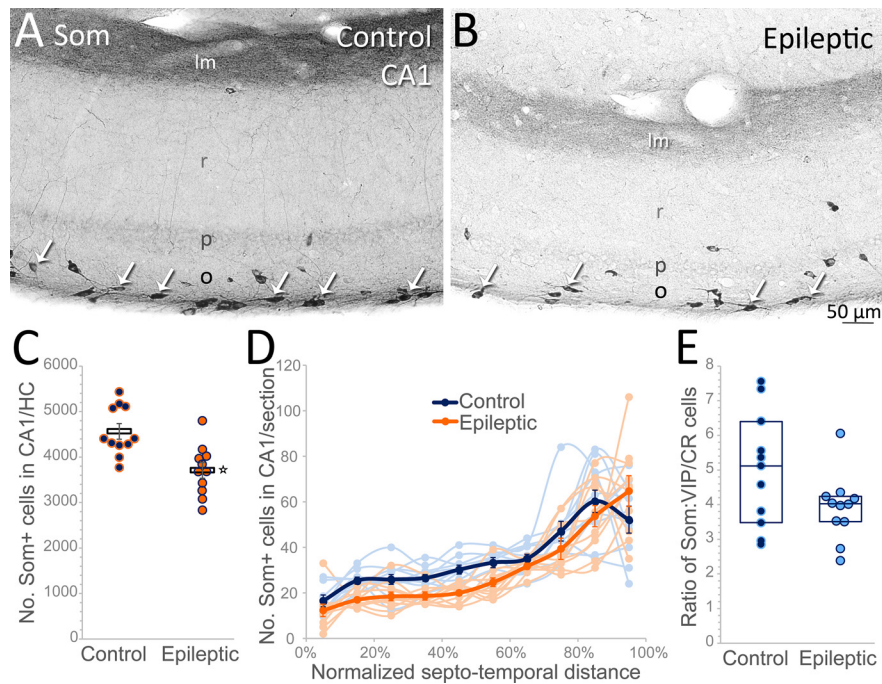 A Som Control
CA1
lm
r
p
o
B Epileptic
lm
r
p
o
50 µm
C
No. Som+ cells in CA1/HC
6000
5000
4000
3000
2000
1000
0
Control Epileptic
D
No. Som+ cells in CA1/section
120
100
80
60
40
20
0
Control
Epileptic
0% 20% 40% 60% 80% 100%
Normalized septo-temporal distance
E
Ratio of Som:VIP/CR cells
8
7
6
5
4
3
2
1
0
Control Epileptic